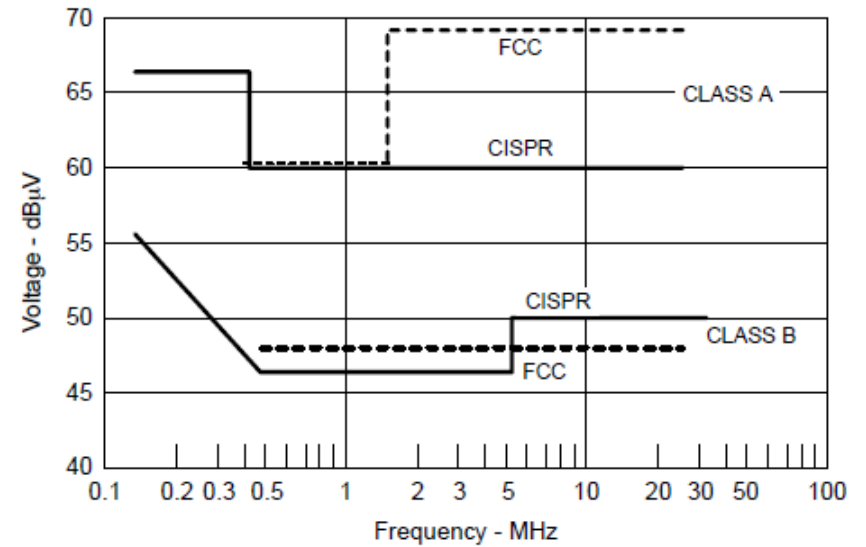 70
FCC
65
CLASS A
CISPR
60
Voltage - dBμV
55
CISPR
50
CLASS B
FCC
45
40
0.1 0.2 0.3 0.5 1 2 3 5 10 20 30 50 100
Frequency - MHz